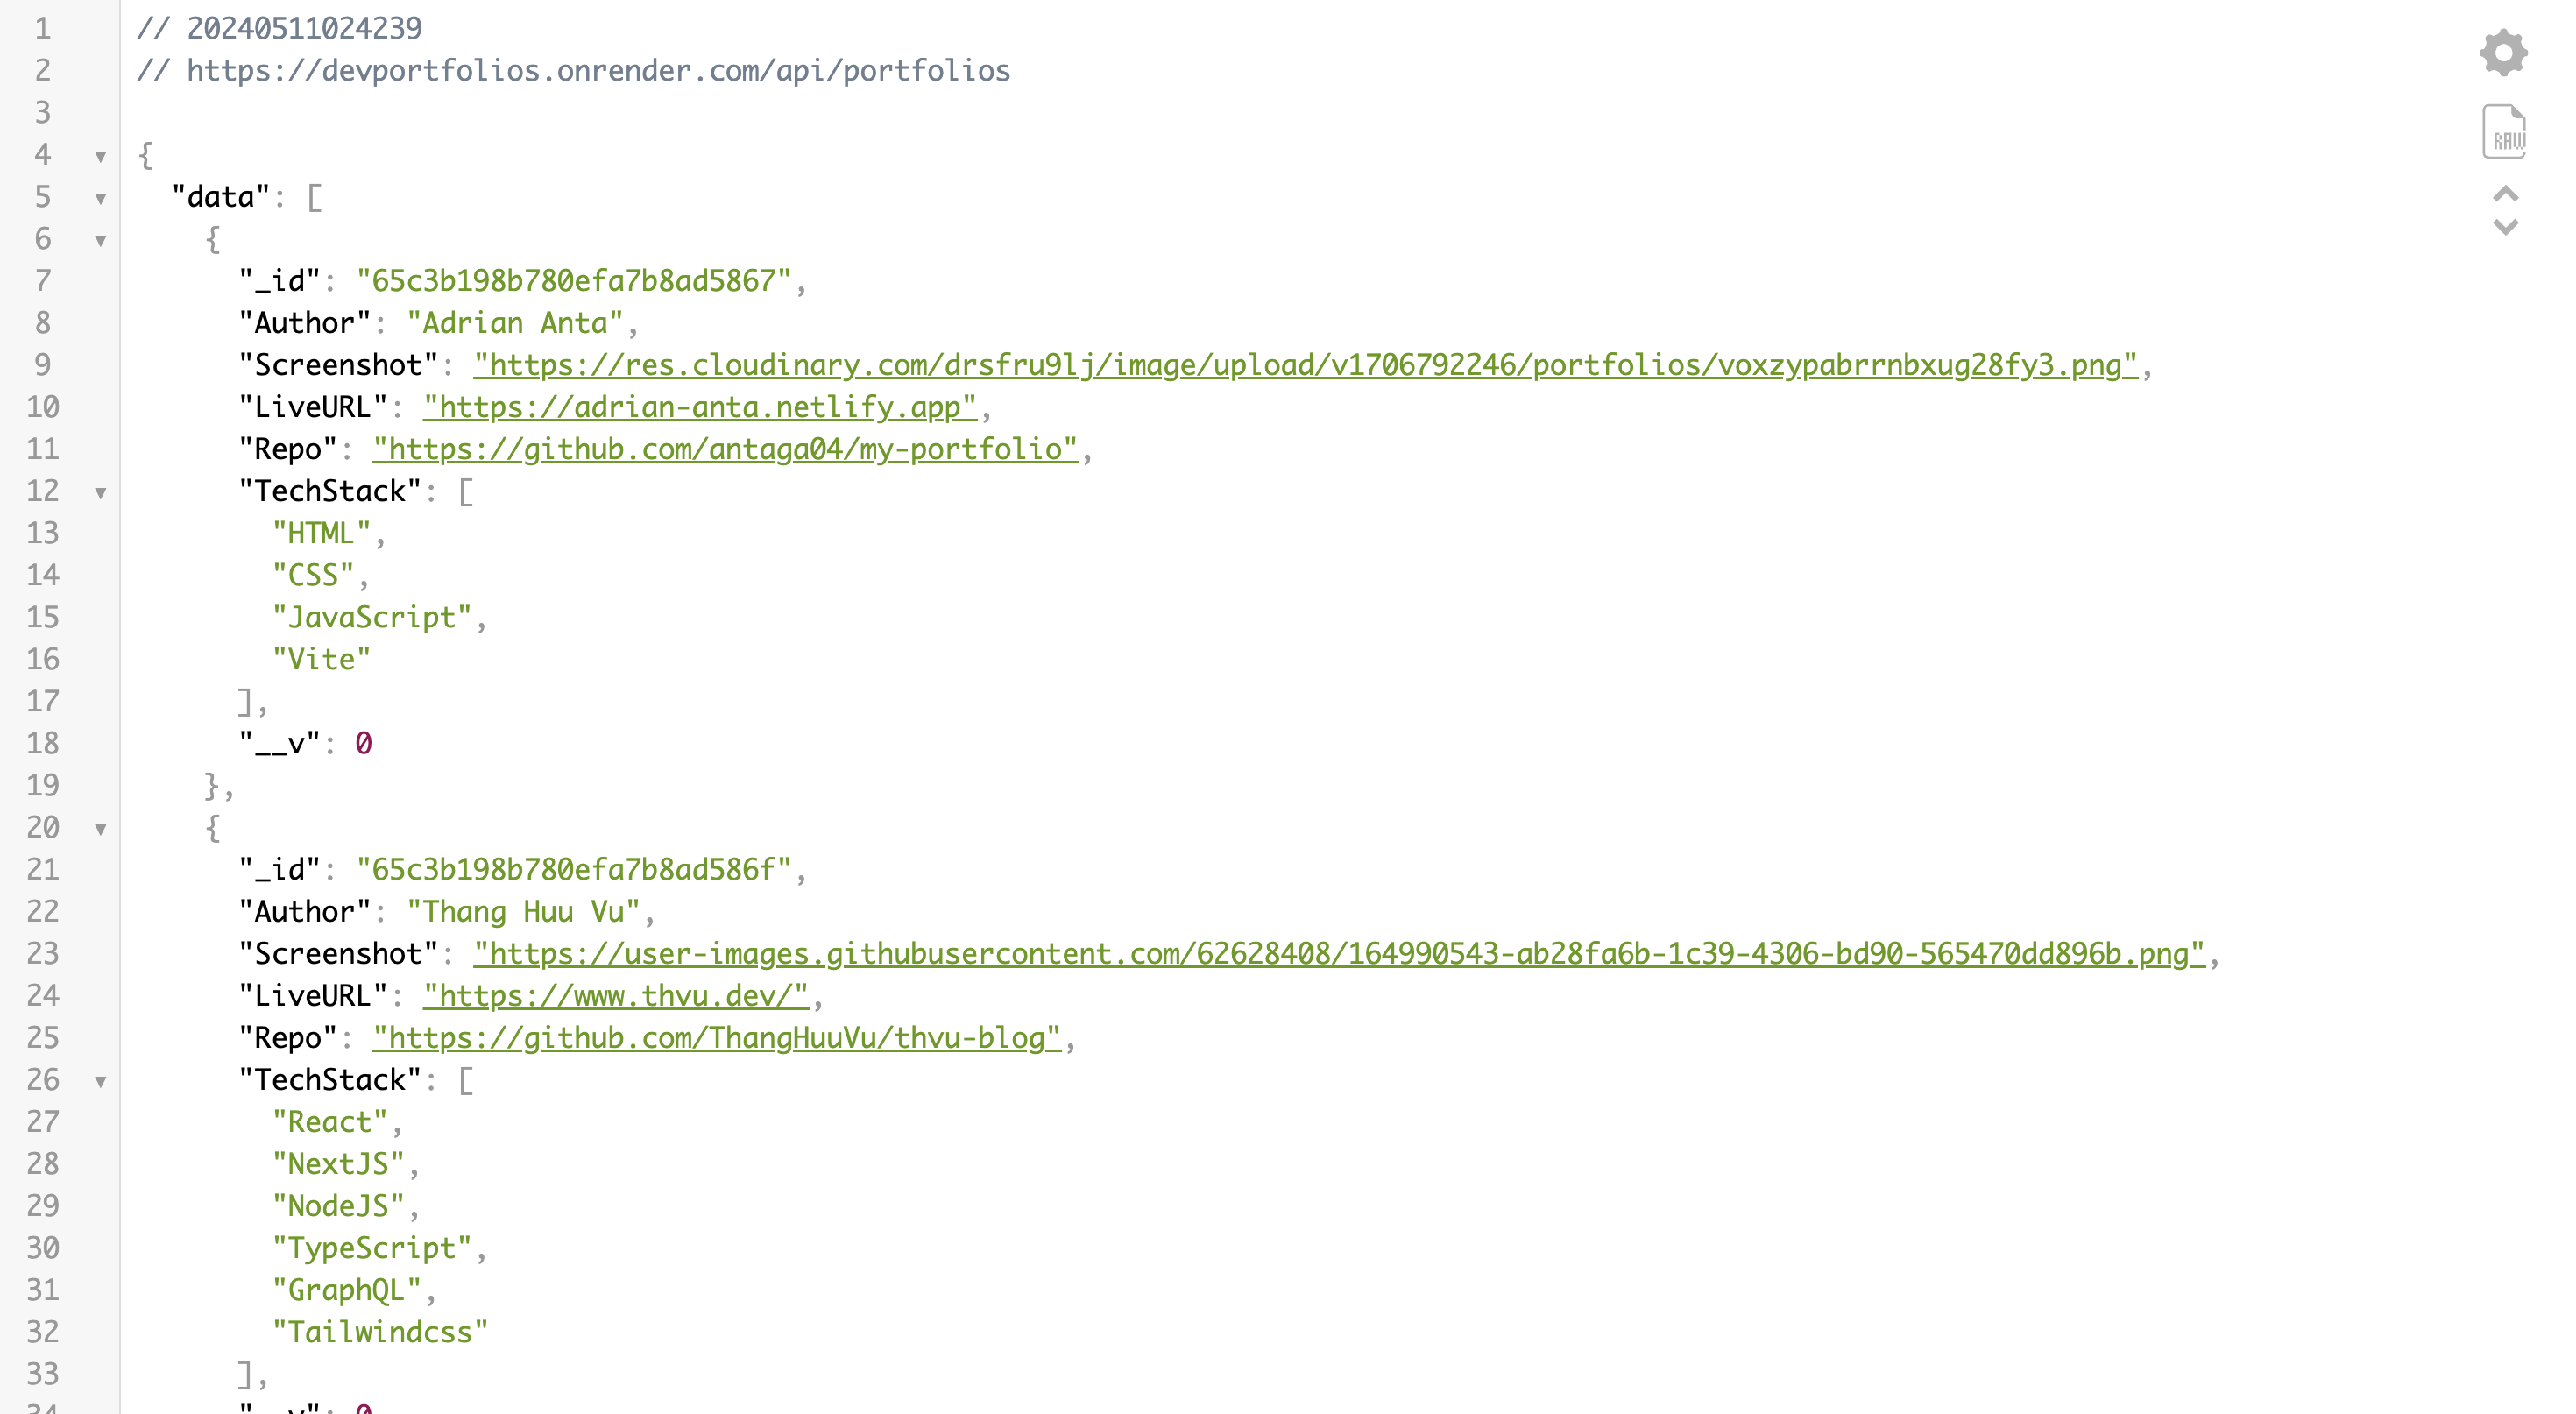 1 // 20240511024239
2 // https://devportfolios.onrender.com/api/portfolios
3
4 {
5 "data": [
6 {
7 "_id": "65c3b198b780efa7b8ad5867",
8 "Author": "Adrian Anta",
9 "Screenshot": "https://res.cloudinary.com/drsfru9lj/image/upload/v1706792246/portfolios/voxzypabrrnbxug28fy3.png",
10 "LiveURL": "https://adrian-anta.netlify.app",
11 "Repo": "https://github.com/antaga04/my-portfolio",
12 "TechStack": [
13 "HTML",
14 "CSS",
15 "JavaScript",
16 "Vite"
17 ],
18 "__v": 0
19 },
20 {
21 "_id": "65c3b198b780efa7b8ad586f",
22 "Author": "Thang Huu Vu",
23 "Screenshot": "https://user-images.githubusercontent.com/62628408/164990543-ab28fa6b-1c39-4306-bd90-565470dd896b.png",
24 "LiveURL": "https://www.thvu.dev/",
25 "Repo": "https://github.com/ThangHuuVu/thvu-blog",
26 "TechStack": [
27 "React",
28 "NextJS",
29 "NodeJS",
30 "TypeScript",
31 "GraphQL",
32 "Tailwindcss"
33 ],
34 "__v": 0
RAW